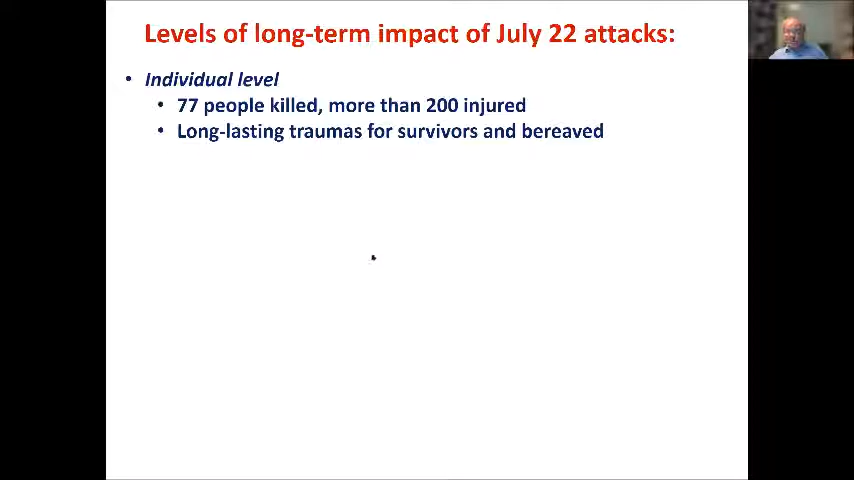 Levels of long-term impact of July 22 attacks:
• Individual level
• 77 people killed, more than 200 injured
• Long-lasting traumas for survivors and bereaved